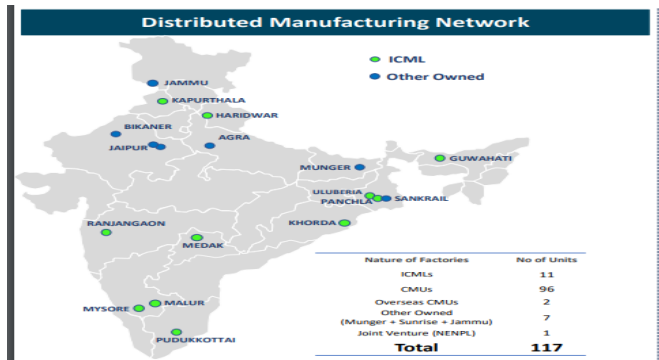 Distributed Manufacturing Network
ICML
Other Owned
JAMMU
KAPURTHALA
HARIDWAR
BIKANER
JAIPUR
AGRA
MUNGER
GUWAHATI
ULUBERIA
PANCHLA
SANKRAIL
KHORDA
RANJANGAON
MEDAK
MYSORE
MALUR
PUDUKKOTTAI
Nature of Factories No of Units
ICMLs 11
CMUs 96
Overseas CMUs 2
Other Owned
(Munger + Sunrise + Jammu) 7
Joint Venture (NENPL) 1
Total 117